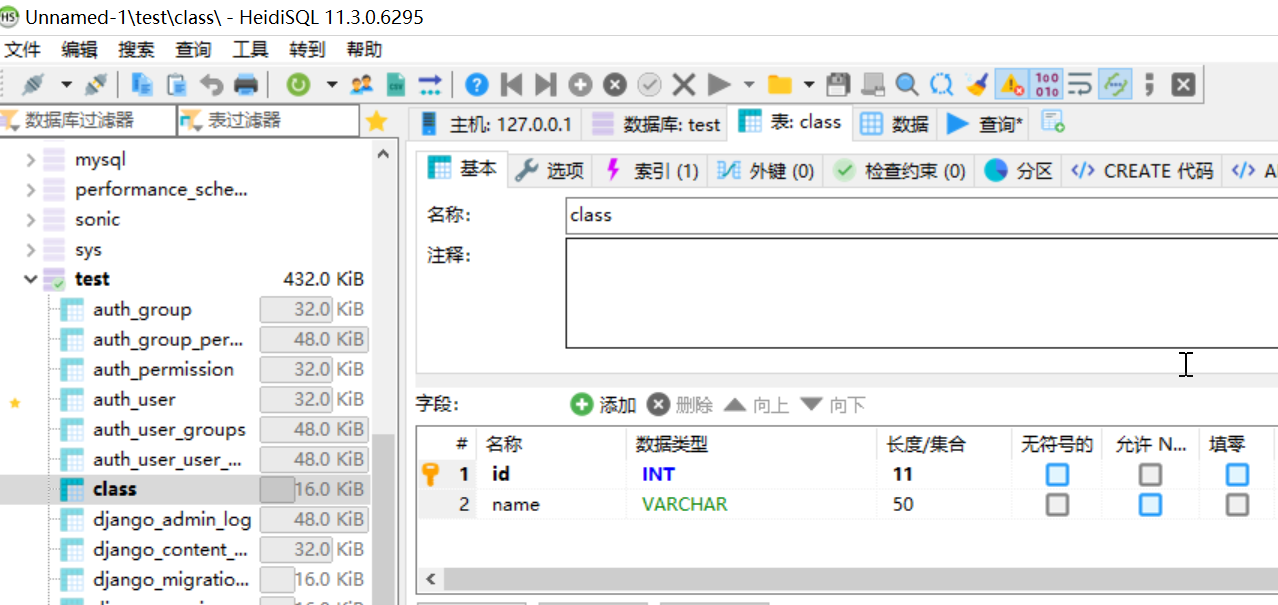 Unnamed-1\test\class\ - HeidiSQL 11.3.0.6295
文件 编辑 搜索 查询 工具 转到 帮助
数据库过滤器 表过滤器
主机: 127.0.0.1 数据库: test 表: class 数据 查询*
mysql
performance_sche...
sonic
sys
test 432.0 KiB
auth_group 32.0 KiB
auth_group_per... 48.0 KiB
auth_permission 32.0 KiB
auth_user 32.0 KiB
auth_user_groups 48.0 KiB
auth_user_user_... 48.0 KiB
class 16.0 KiB
django_admin_log 48.0 KiB
django_content_... 32.0 KiB
django_migratio... 16.0 KiB
基本 选项 索引 (1) 外键 (0) 检查约束 (0) 分区 </> CREATE 代码 </>
名称: class
注释:
字段: 添加 删除 向上 向下
# 名称 数据类型 长度/集合 无符号的 允许 N... 填零
1 id INT 11
2 name VARCHAR 50